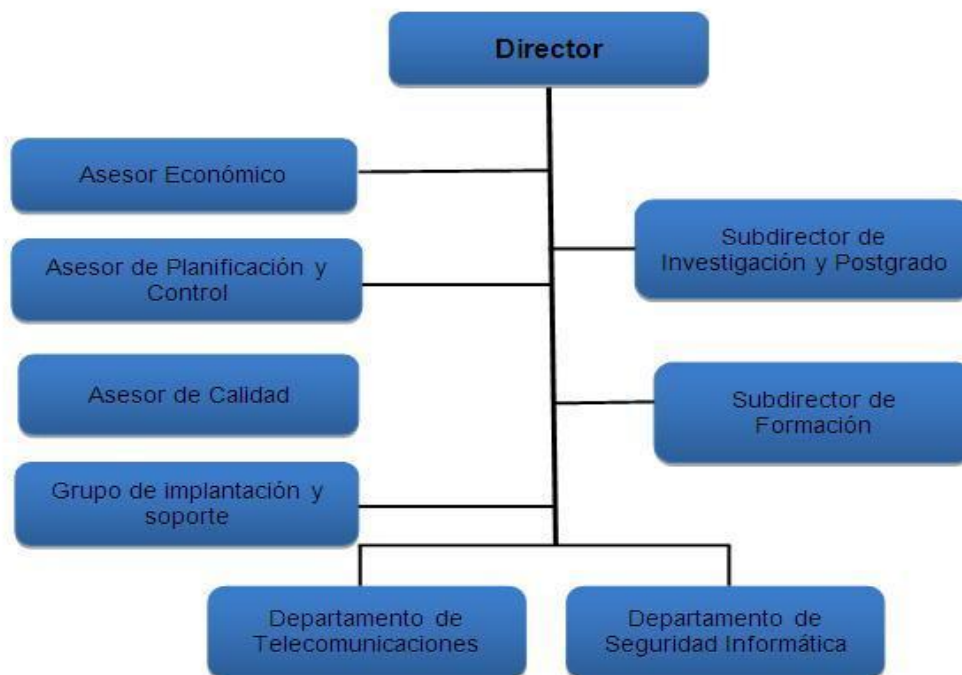 Director
Asesor Económico
Asesor de Planificación y
Control
Asesor de Calidad
Grupo de implantación y
soporte
Subdirector de
Investigación y Postgrado
Subdirector de
Formación
Departamento de
Telecomunicaciones
Departamento de
Seguridad Informática